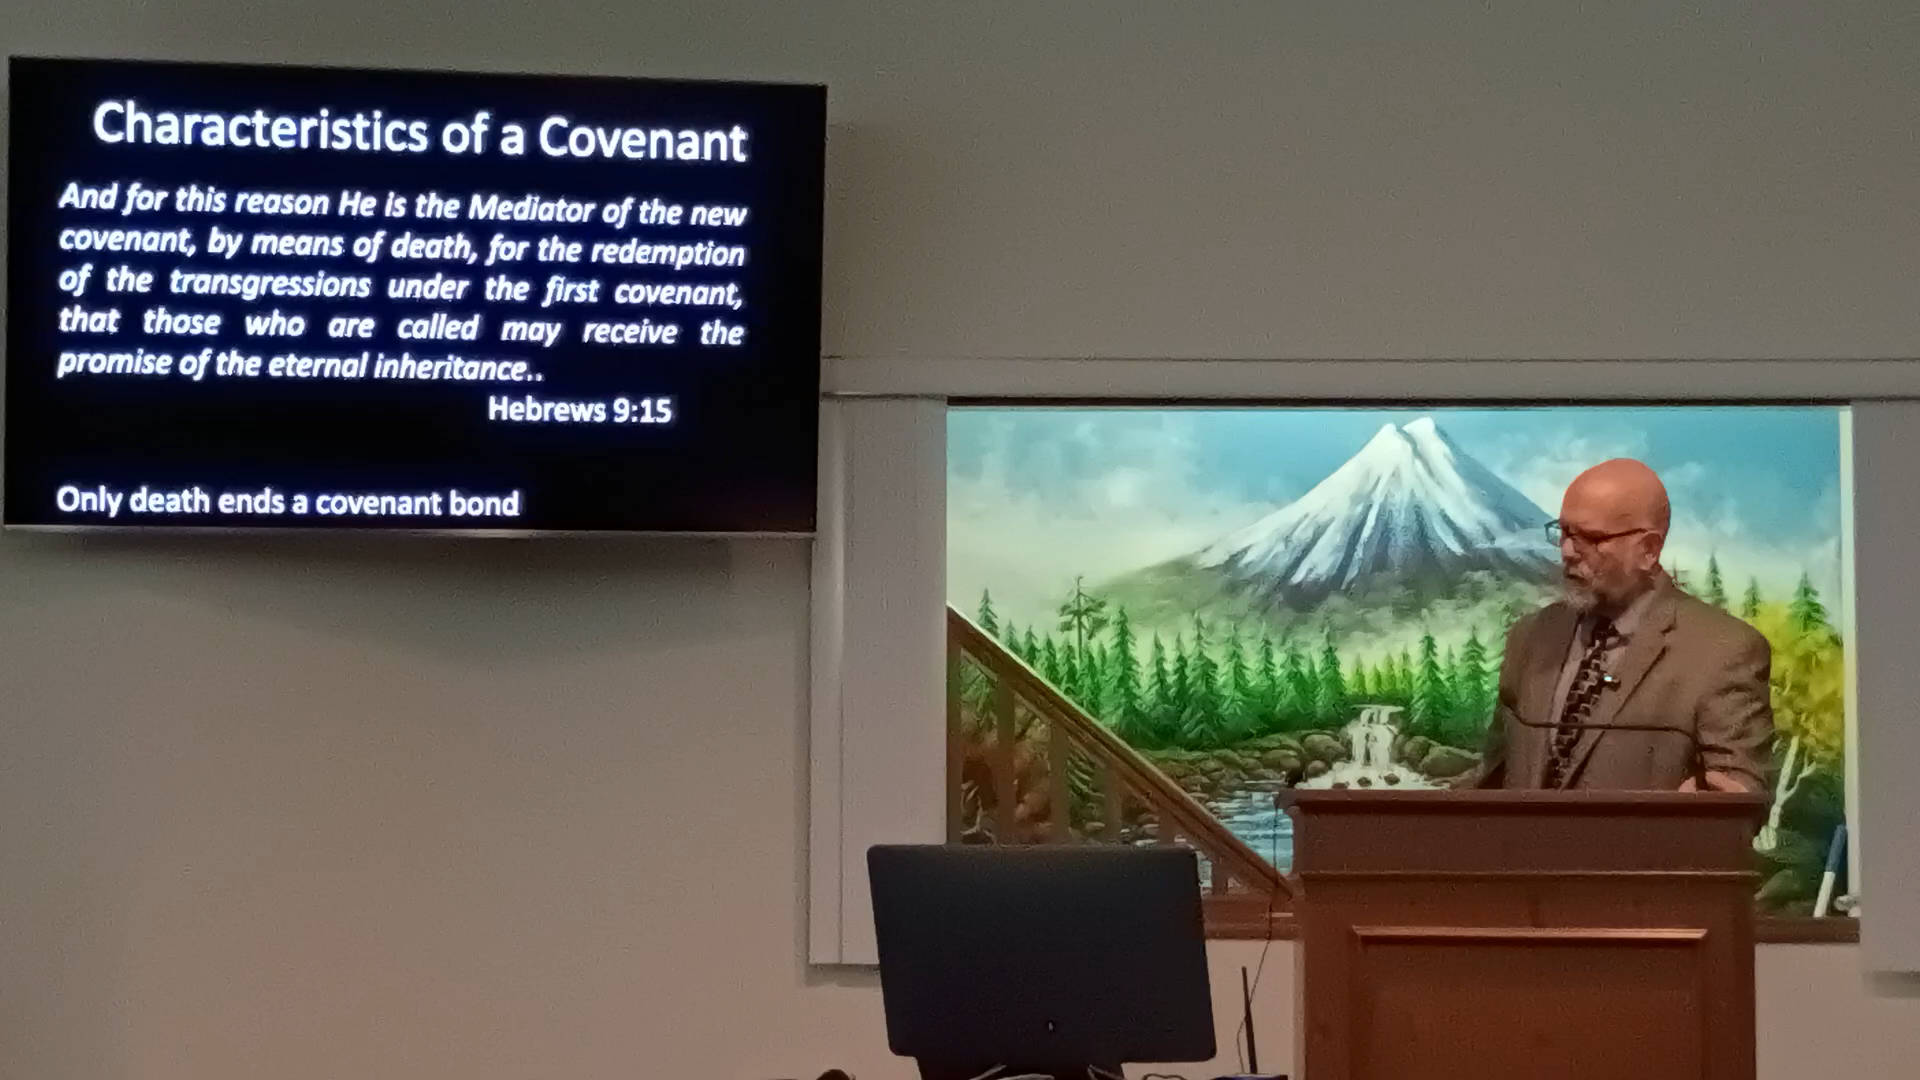 Characteristics of a Covenant
And for this reason He is the Mediator of the new
covenant, by means of death, for the redemption
of the transgressions under the first covenant,
that those who are called may receive the
promise of the eternal inheritance..
Hebrews 9:15
Only death ends a covenant bond